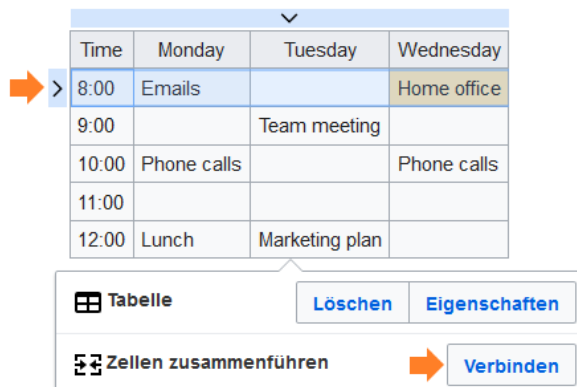 Time Monday Tuesday Wednesday
8:00 Emails Home office
9:00 Team meeting
10:00 Phone calls Phone calls
11:00
12:00 Lunch Marketing plan
Tabelle Löschen Eigenschaften
Zellen zusammenführen Verbinden